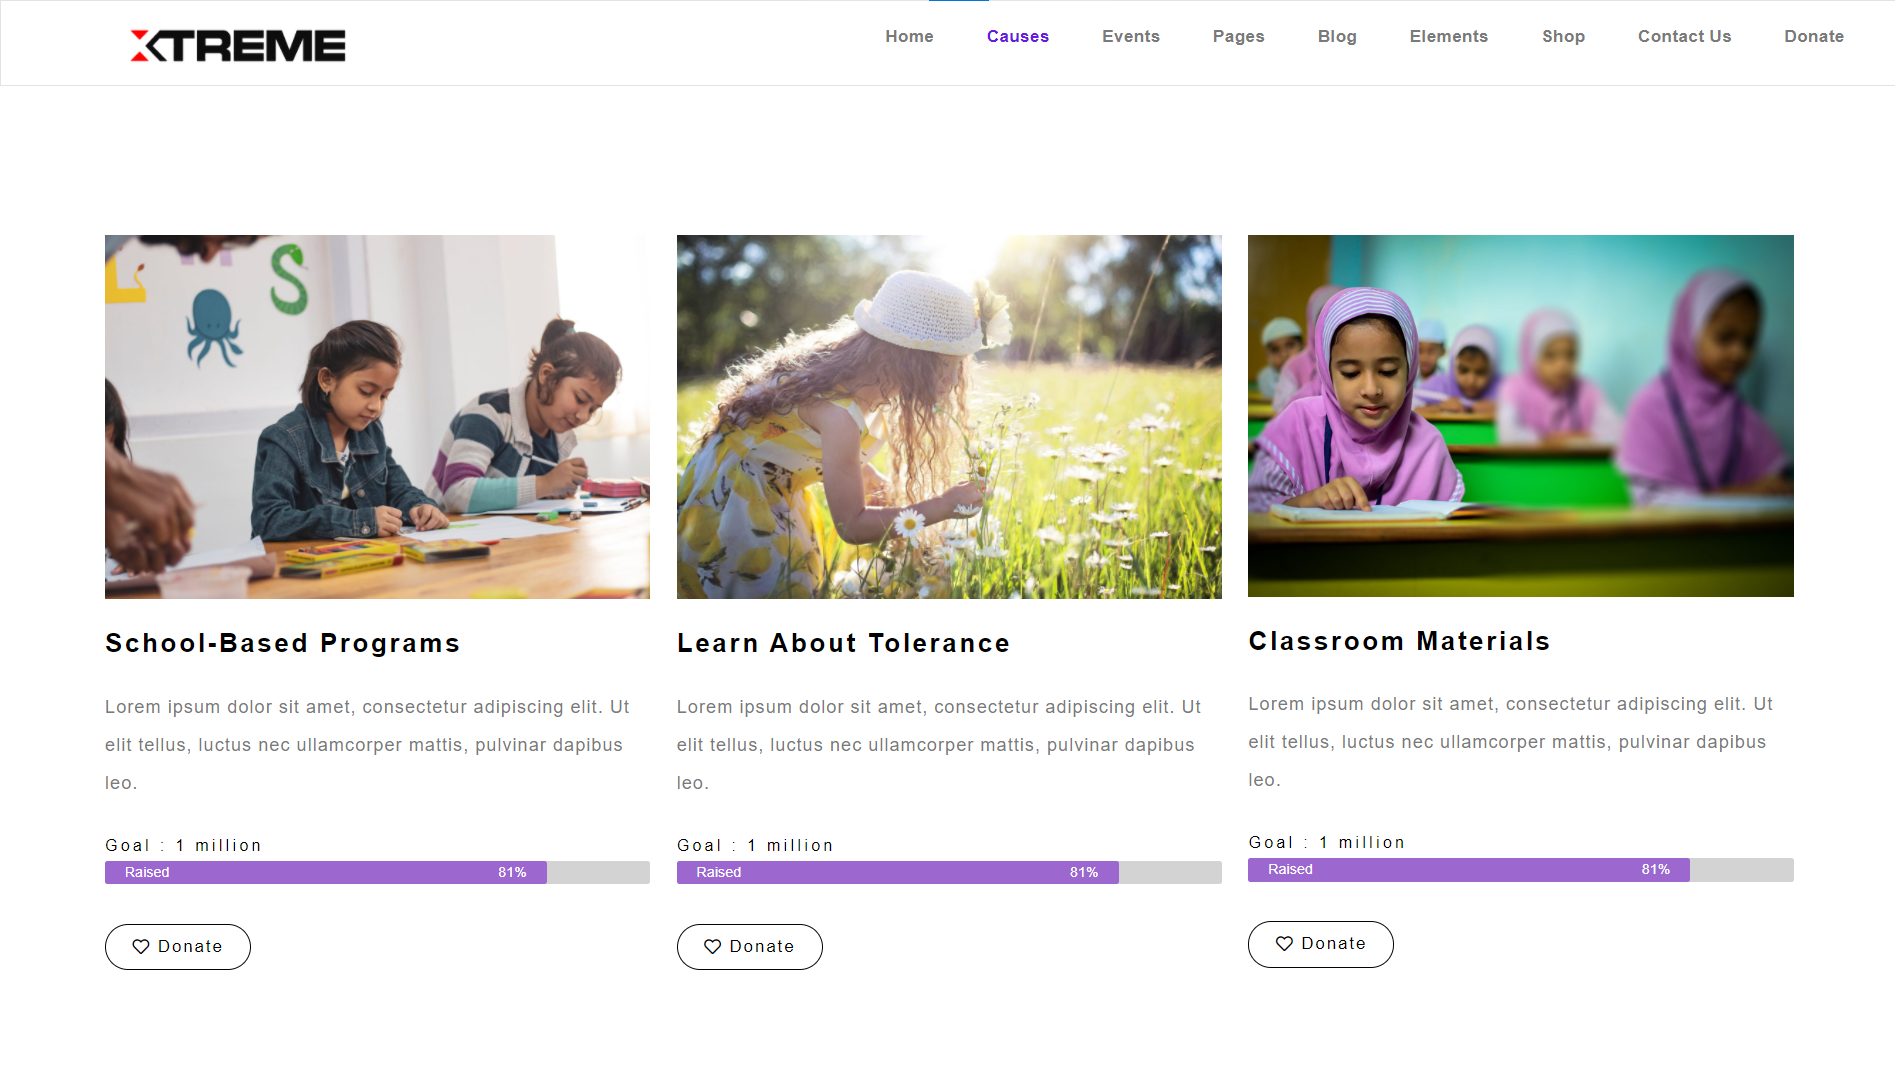 XTREME
Home Causes Events Pages Blog Elements Shop Contact Us Donate
School-Based Programs
Lorem ipsum dolor sit amet, consectetur adipiscing elit. Ut
elit tellus, luctus nec ullamcorper mattis, pulvinar dapibus
leo.
Goal : 1 million
Raised 81%
Donate
Learn About Tolerance
Lorem ipsum dolor sit amet, consectetur adipiscing elit. Ut
elit tellus, luctus nec ullamcorper mattis, pulvinar dapibus
leo.
Goal : 1 million
Raised 81%
Donate
Classroom Materials
Lorem ipsum dolor sit amet, consectetur adipiscing elit. Ut
elit tellus, luctus nec ullamcorper mattis, pulvinar dapibus
leo.
Goal : 1 million
Raised 81%
Donate